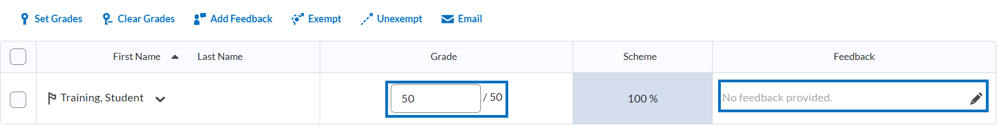 Set Grades Clear Grades Add Feedback Exempt Unexempt Email
First Name Last Name Grade Scheme Feedback
Training, Student 50 / 50 100 % No feedback provided.